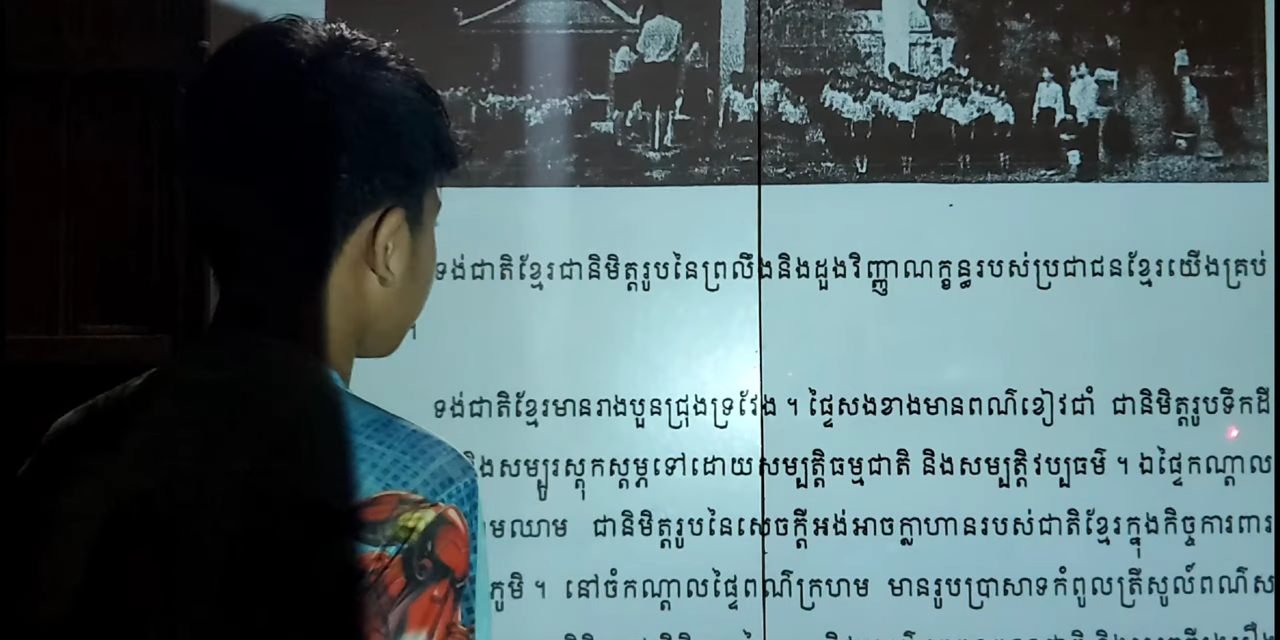 ទង់ជាតិខ្មែរជានិមិត្តរូបនៃព្រលឹងនិងដួងវិញ្ញាណក្ខន្ធរបស់ប្រជាជនខ្មែរយើងគ្រប់
ទង់ជាតិខ្មែរមានរាងបួនជ្រុងទ្រវែង ។ ផ្ទៃសងខាងមានពណ៌ខៀវជាំ ជានិមិត្តរូបទឹកដី
និងសម្បូរស្តុកស្តម្ភទៅដោយសម្បត្តិធម្មជាតិ និងសម្បត្តិវប្បធម៌ ។ ឯផ្ទៃកណ្តាល
ឈាម ជានិមិត្តរូបនៃសេចក្តីអង់អាចក្លាហានរបស់ជាតិខ្មែរក្នុងកិច្ចការពារ
ភូមិ ។ នៅចំកណ្តាលផ្ទៃពណ៌ក្រហម មានរូបប្រាសាទកំពូលត្រីសូល៍ពណ៌ស